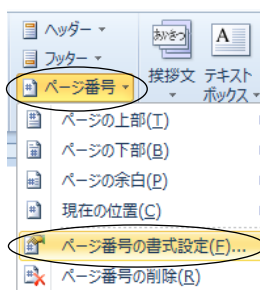 ヘッダー
フッター
ページ番号
あいさつ
挨拶文
A
テキスト
ボックス
ページの上部(T)
ページの下部(B)
ページの余白(P)
現在の位置(C)
ページ番号の書式設定(F)...
ページ番号の削除(R)